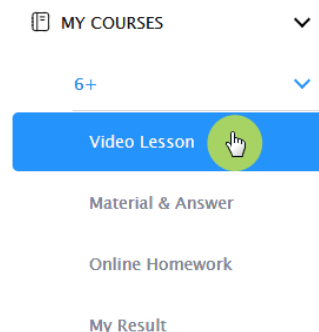 MY COURSES
6+
Video Lesson
Material & Answer
Online Homework
My Result